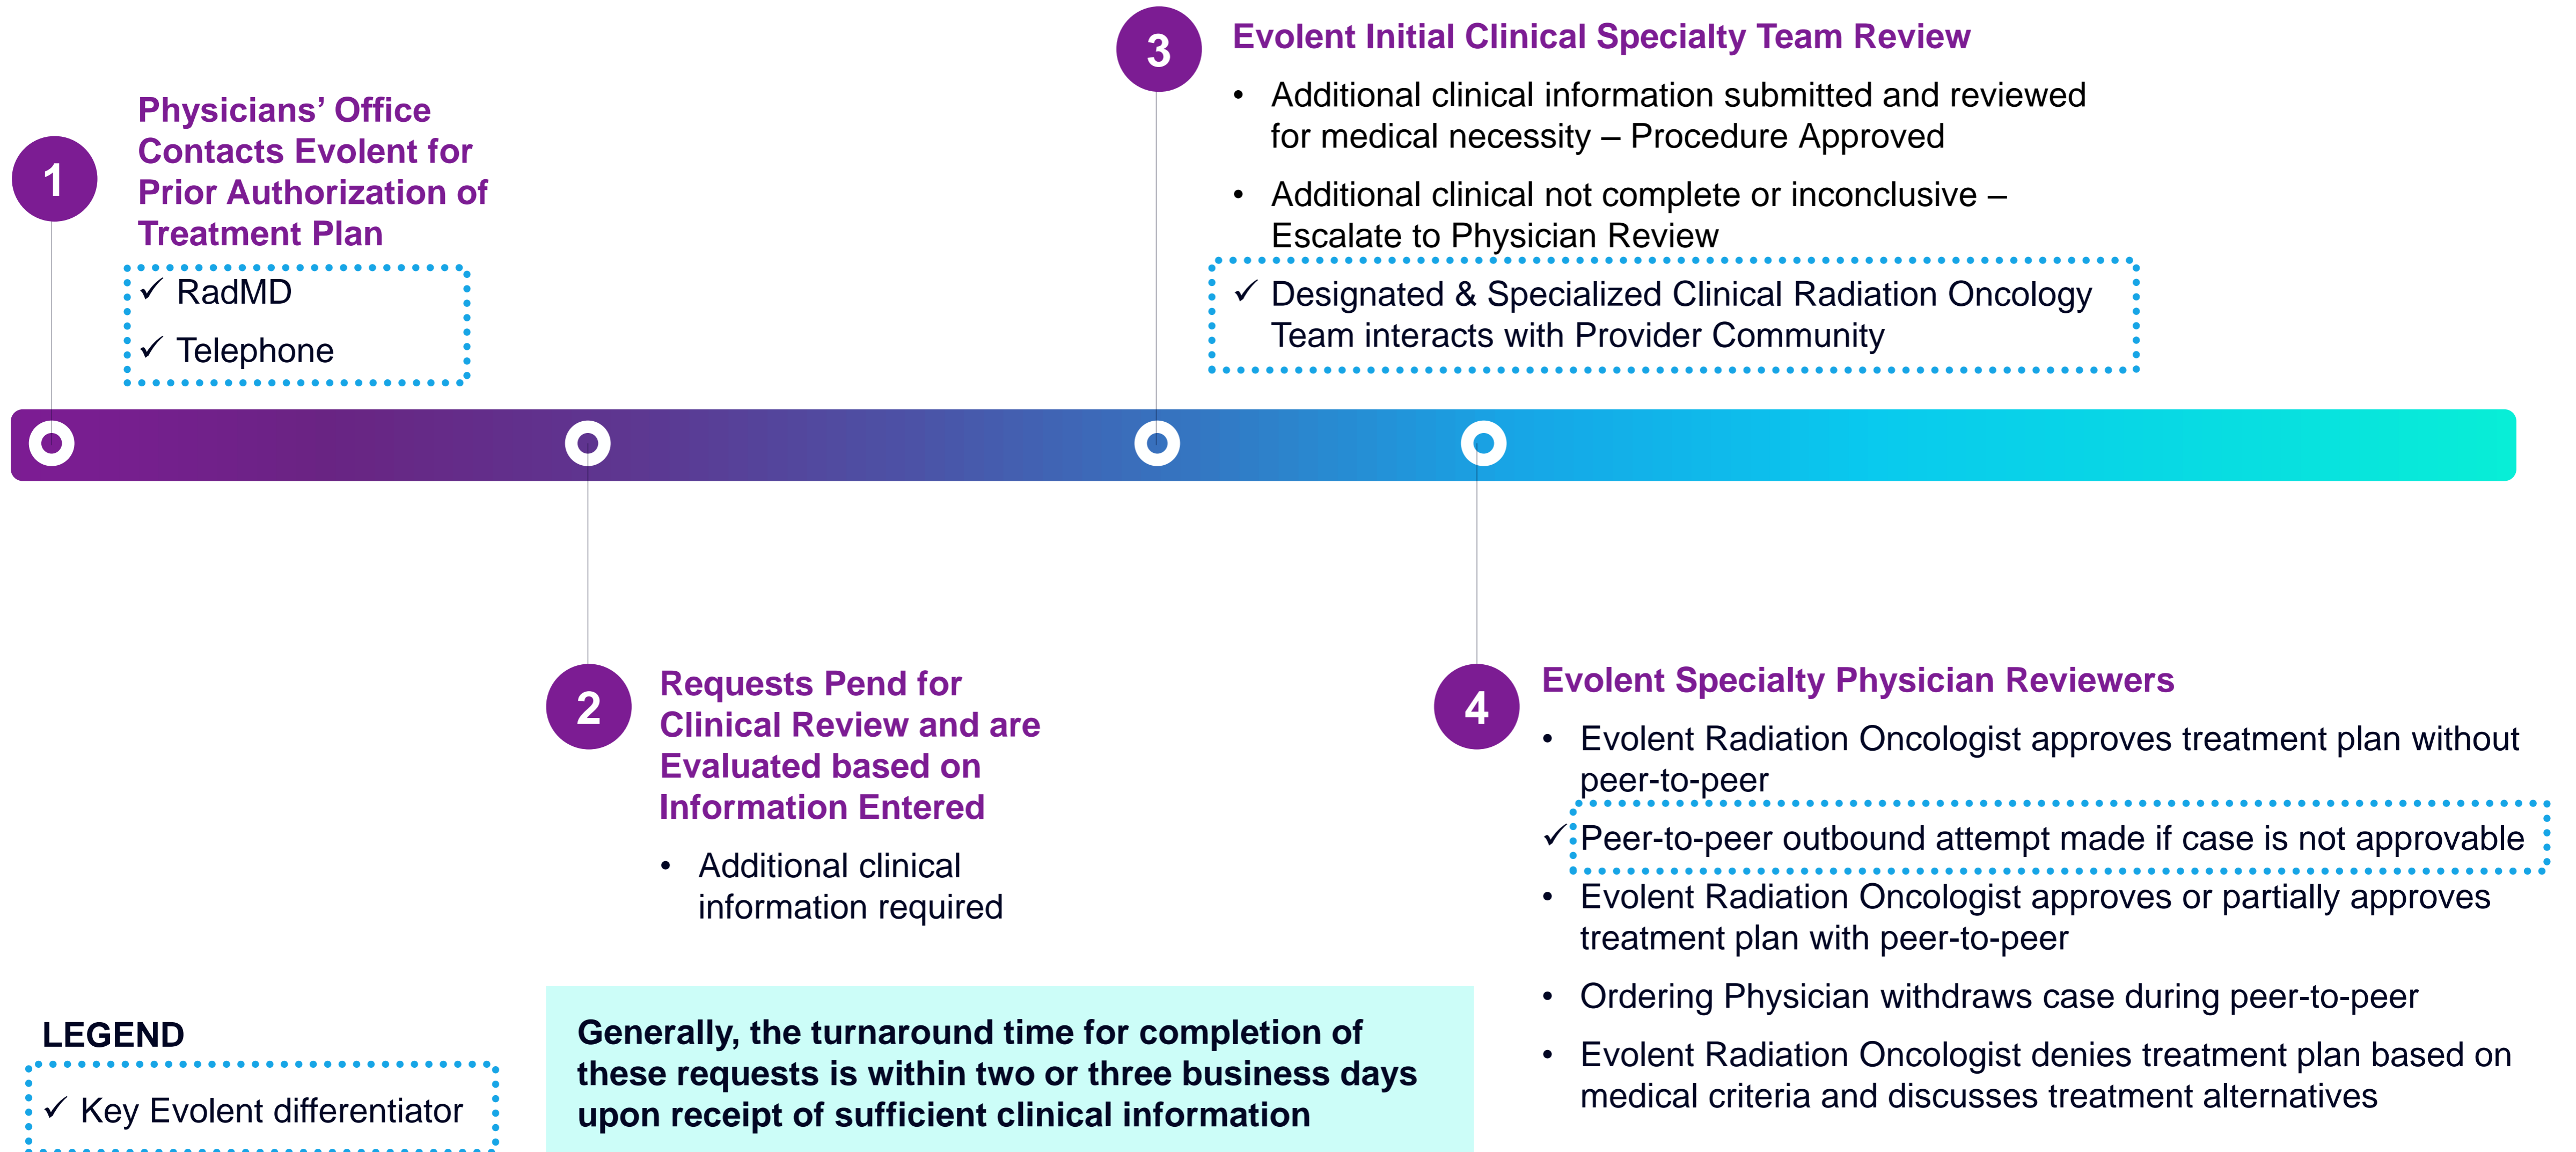 1
Physicians’ Office
Contacts Evolent for
Prior Authorization of
Treatment Plan
✓ RadMD
✓ Telephone
2
Requests Pend for
Clinical Review and are
Evaluated based on
Information Entered
• Additional clinical
information required
3
Evolent Initial Clinical Specialty Team Review
• Additional clinical information submitted and reviewed
for medical necessity – Procedure Approved
• Additional clinical not complete or inconclusive –
Escalate to Physician Review
✓ Designated & Specialized Clinical Radiation Oncology
Team interacts with Provider Community
4
Evolent Specialty Physician Reviewers
• Evolent Radiation Oncologist approves treatment plan without
peer-to-peer
✓ Peer-to-peer outbound attempt made if case is not approvable
• Evolent Radiation Oncologist approves or partially approves
treatment plan with peer-to-peer
• Ordering Physician withdraws case during peer-to-peer
• Evolent Radiation Oncologist denies treatment plan based on
medical criteria and discusses treatment alternatives
LEGEND
✓ Key Evolent differentiator
Generally, the turnaround time for completion of
these requests is within two or three business days
upon receipt of sufficient clinical information